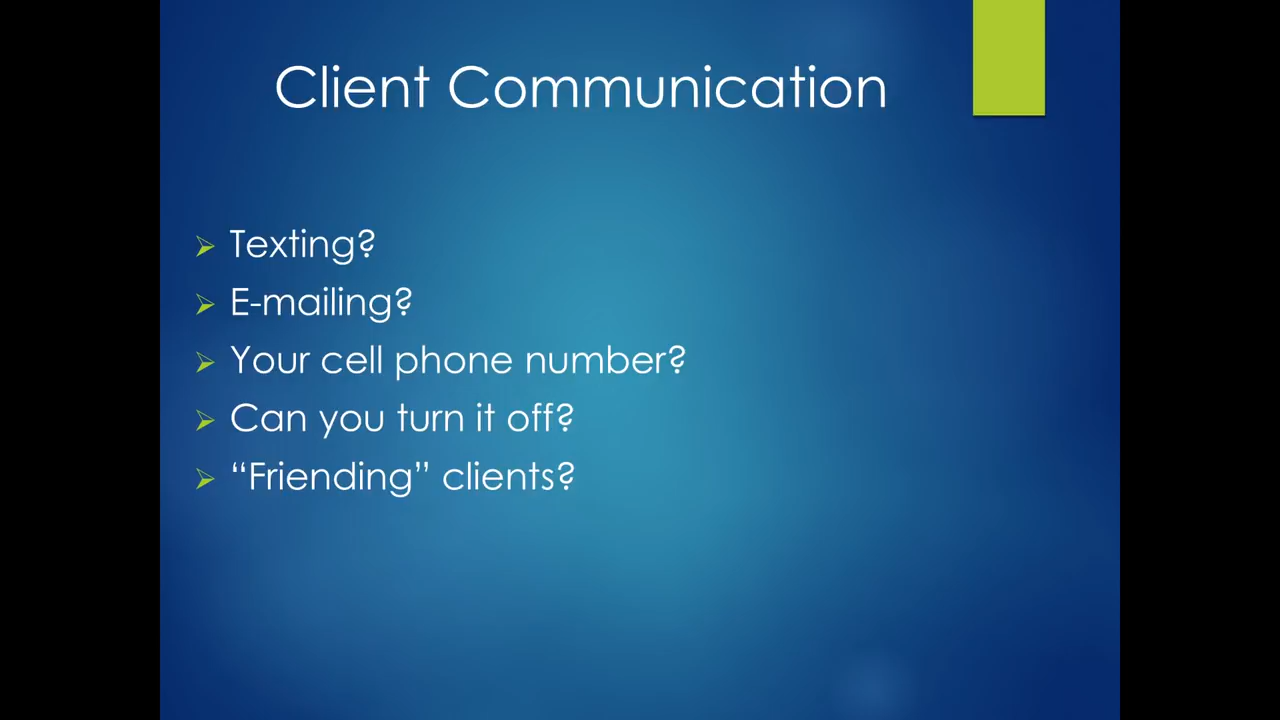 Client Communication
Texting?
E-mailing?
Your cell phone number?
Can you turn it off?
“Friending” clients?